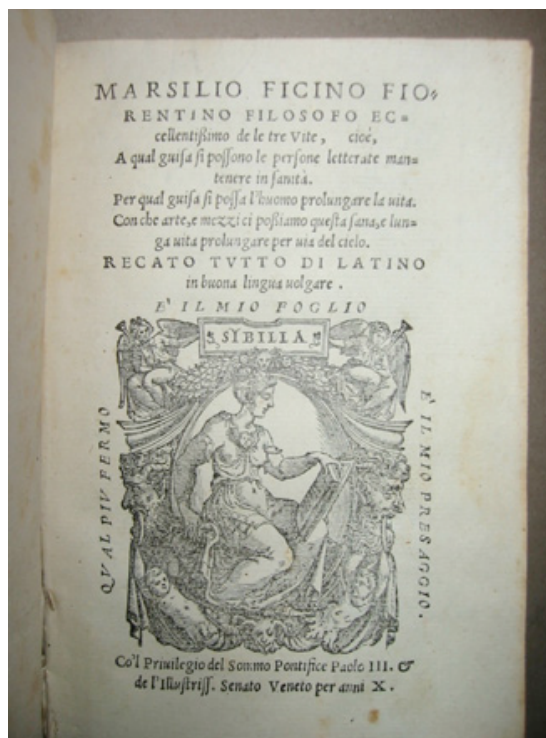 MARSILIO FICINO FIO-
RENTINO FILOSOFO EC=
cellentißimo de le tre Vite, cioè,
A qual guiſa ſi poſſono le perſone letterate man=
tenere in ſanità.
Per qual guiſa ſi poſſa l'huomo prolungare la uita.
Con che arte, e mezzi ci poßiamo queſta ſana, e lun=
ga uita prolungare per uia del cielo.
RECATO TVTTO DI LATINO
in buona lingua uolgare.
E' IL MIO FOGLIO
SYBILLA
QVAL PIV FERMO
E' IL MIO PRESAGGIO.
Co'l Priuilegio del Sommo Pontifice Paolo III. &
de l'Illuſtriſſ. Senato Veneto per anni X.